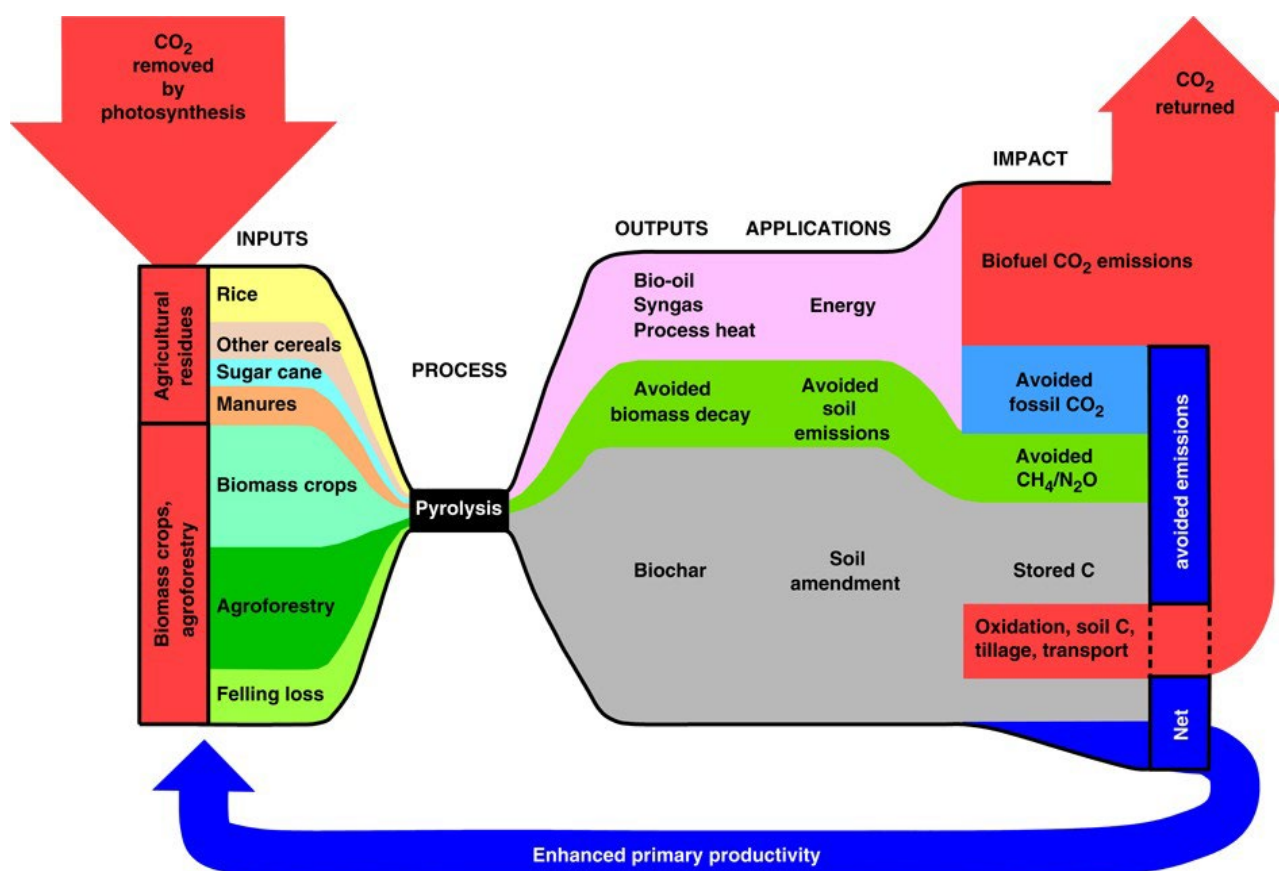 CO₂
removed
by
photosynthesis
CO₂
returned
IMPACT
OUTPUTS APPLICATIONS
INPUTS
PROCESS
Agricultural
residues
Biomass crops,
agroforestry
Rice
Other cereals
Sugar cane
Manures
Biomass crops
Agroforestry
Felling loss
Pyrolysis
Bio-oil
Syngas
Process heat
Energy
Avoided
biomass decay
Avoided
soil
emissions
Biochar
Soil
amendment
Biofuel CO₂ emissions
Avoided
fossil CO₂
Avoided
CH₄/N₂O
Stored C
Oxidation, soil C,
tillage, transport
avoided emissions
Net
Enhanced primary productivity